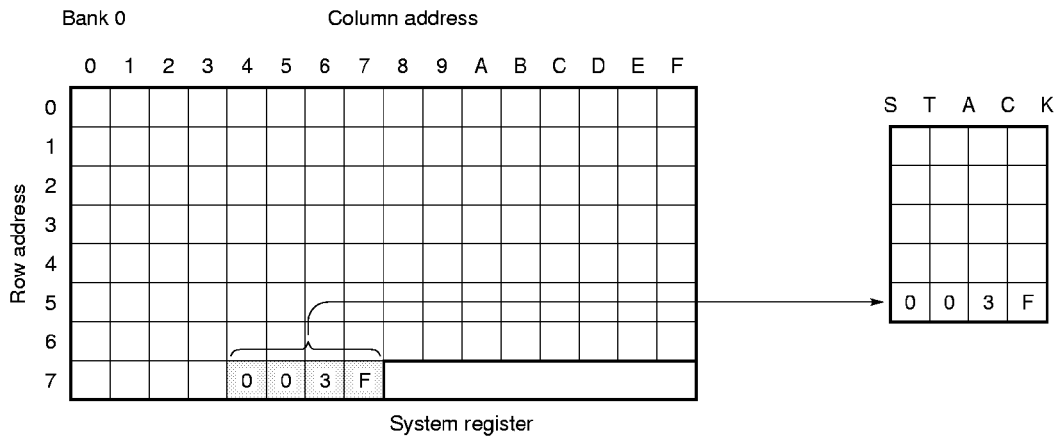 Bank 0
Column address
0 1 2 3 4 5 6 7 8 9 A B C D E F
Row address
0
1
2
3
4
5
6
7
0 0 3 F
System register
S T A C K
0 0 3 F